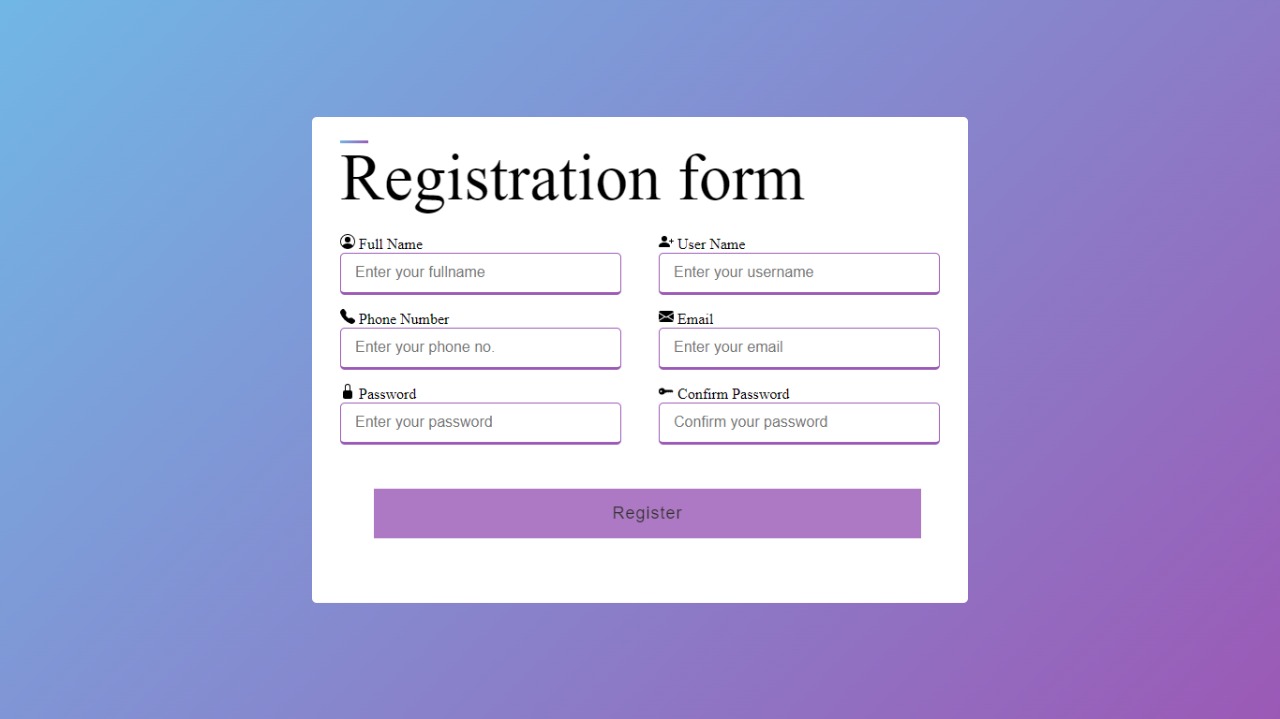 Registration form
Full Name
User Name
Enter your fullname
Enter your username
Phone Number
Email
Enter your phone no.
Enter your email
Password
Confirm Password
Enter your password
Confirm your password
Register